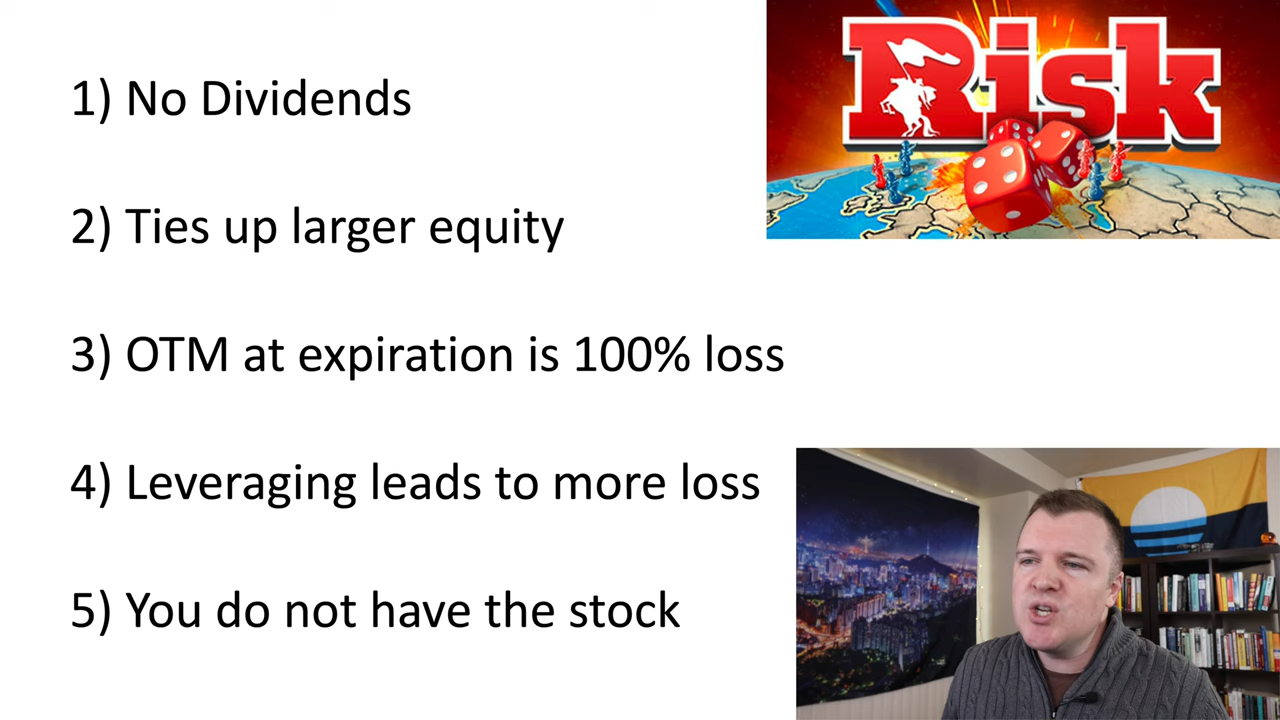 Risk
1) No Dividends
2) Ties up larger equity
3) OTM at expiration is 100% loss
4) Leveraging leads to more loss
5) You do not have the stock